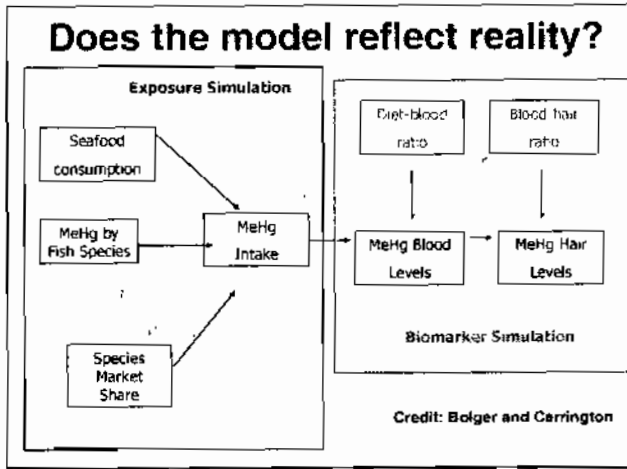 Does the model reflect reality?
Exposure Simulation
Seafood
consumption
MeHg by
Fish Species
Species
Market
Share
MeHg
Intake
Diet-blood
ratio
Blood hair
ratio
MeHg Blood
Levels
MeHg Hair
Levels
Biomarker Simulation
Credit: Bolger and Carrington